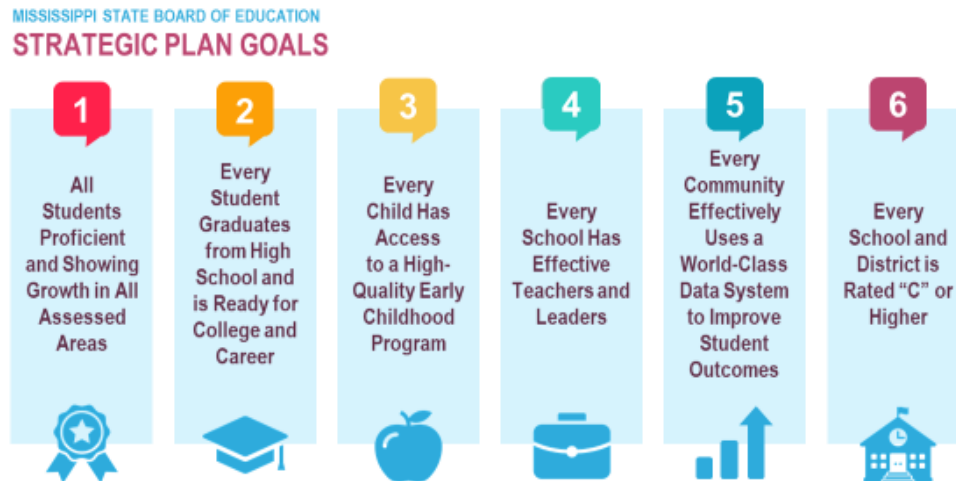 MISSISSIPPI STATE BOARD OF EDUCATION
STRATEGIC PLAN GOALS
1
All
Students
Proficient
and Showing
Growth in All
Assessed
Areas
2
Every
Student
Graduates
from High
School and
is Ready for
College and
Career
3
Every
Child Has
Access
to a High-
Quality Early
Childhood
Program
4
Every
School Has
Effective
Teachers and
Leaders
5
Every
Community
Effectively
Uses a
World-Class
Data System
to Improve
Student
Outcomes
6
Every
School and
District is
Rated “C” or
Higher